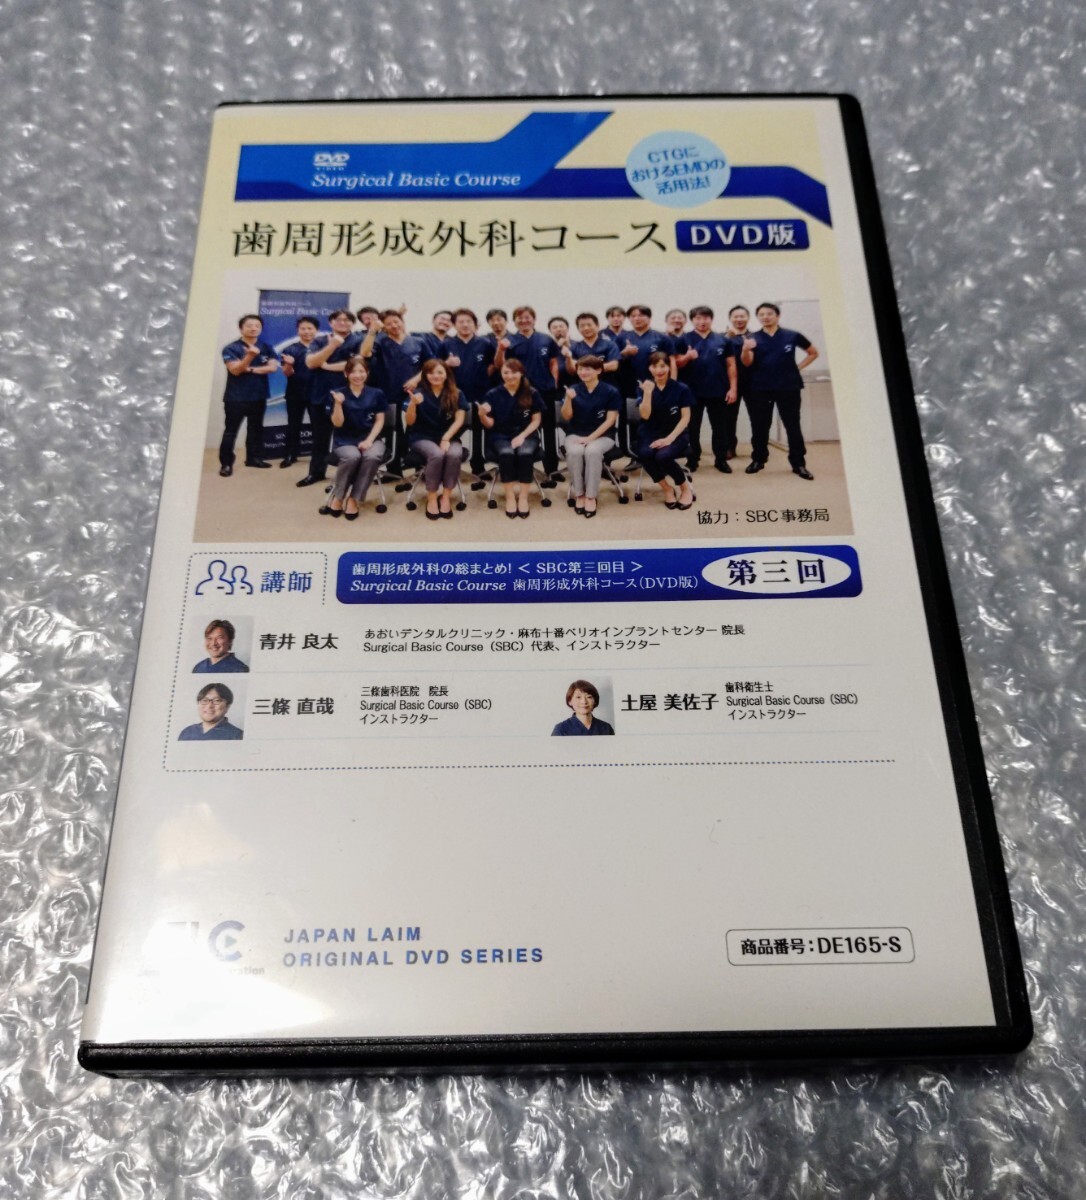 DVD
VIDEO
Surgical Basic Course
CTGに
おけるEMDの
活用法!
歯周形成外科コース DVD版
協力：SBC事務局
講師
歯周形成外科の総まとめ！＜SBC第三回目＞
Surgical Basic Course 歯周形成外科コース（DVD版）
第三回
青井 良太
あおいデンタルクリニック・麻布十番ペリオインプラントセンター 院長
Surgical Basic Course（SBC）代表、インストラクター
三條 直哉
三條歯科医院 院長
Surgical Basic Course（SBC）
インストラクター
土屋 美佐子
歯科衛生士
Surgical Basic Course（SBC）
インストラクター
JAPAN LAIM
ORIGINAL DVD SERIES
商品番号：DE165-S